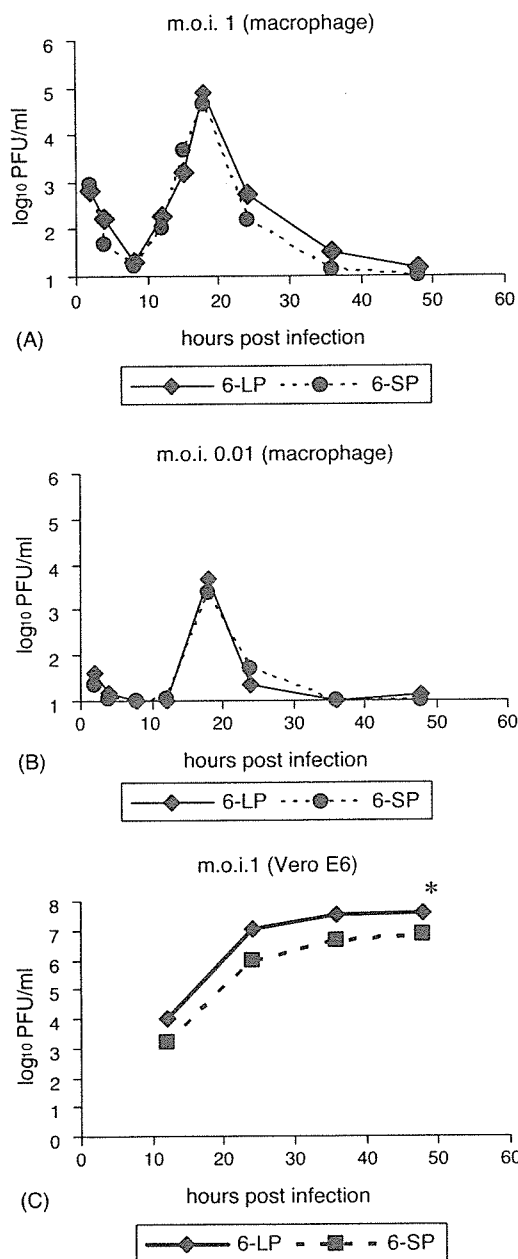 m.o.i. 1 (macrophage)
6
5
4
3
2
1
log10 PFU/ml
0 10 20 30 40 50 60
hours post infection
(A)
6-LP 6-SP
m.o.i. 0.01 (macrophage)
6
5
4
3
2
1
log10 PFU/ml
0 10 20 30 40 50 60
hours post infection
(B)
6-LP 6-SP
m.o.i.1 (Vero E6)
*
8
7
6
5
4
3
2
1
0
log10 PFU/ml
0 10 20 30 40 50 60
hours post infection
(C)
6-LP 6-SP